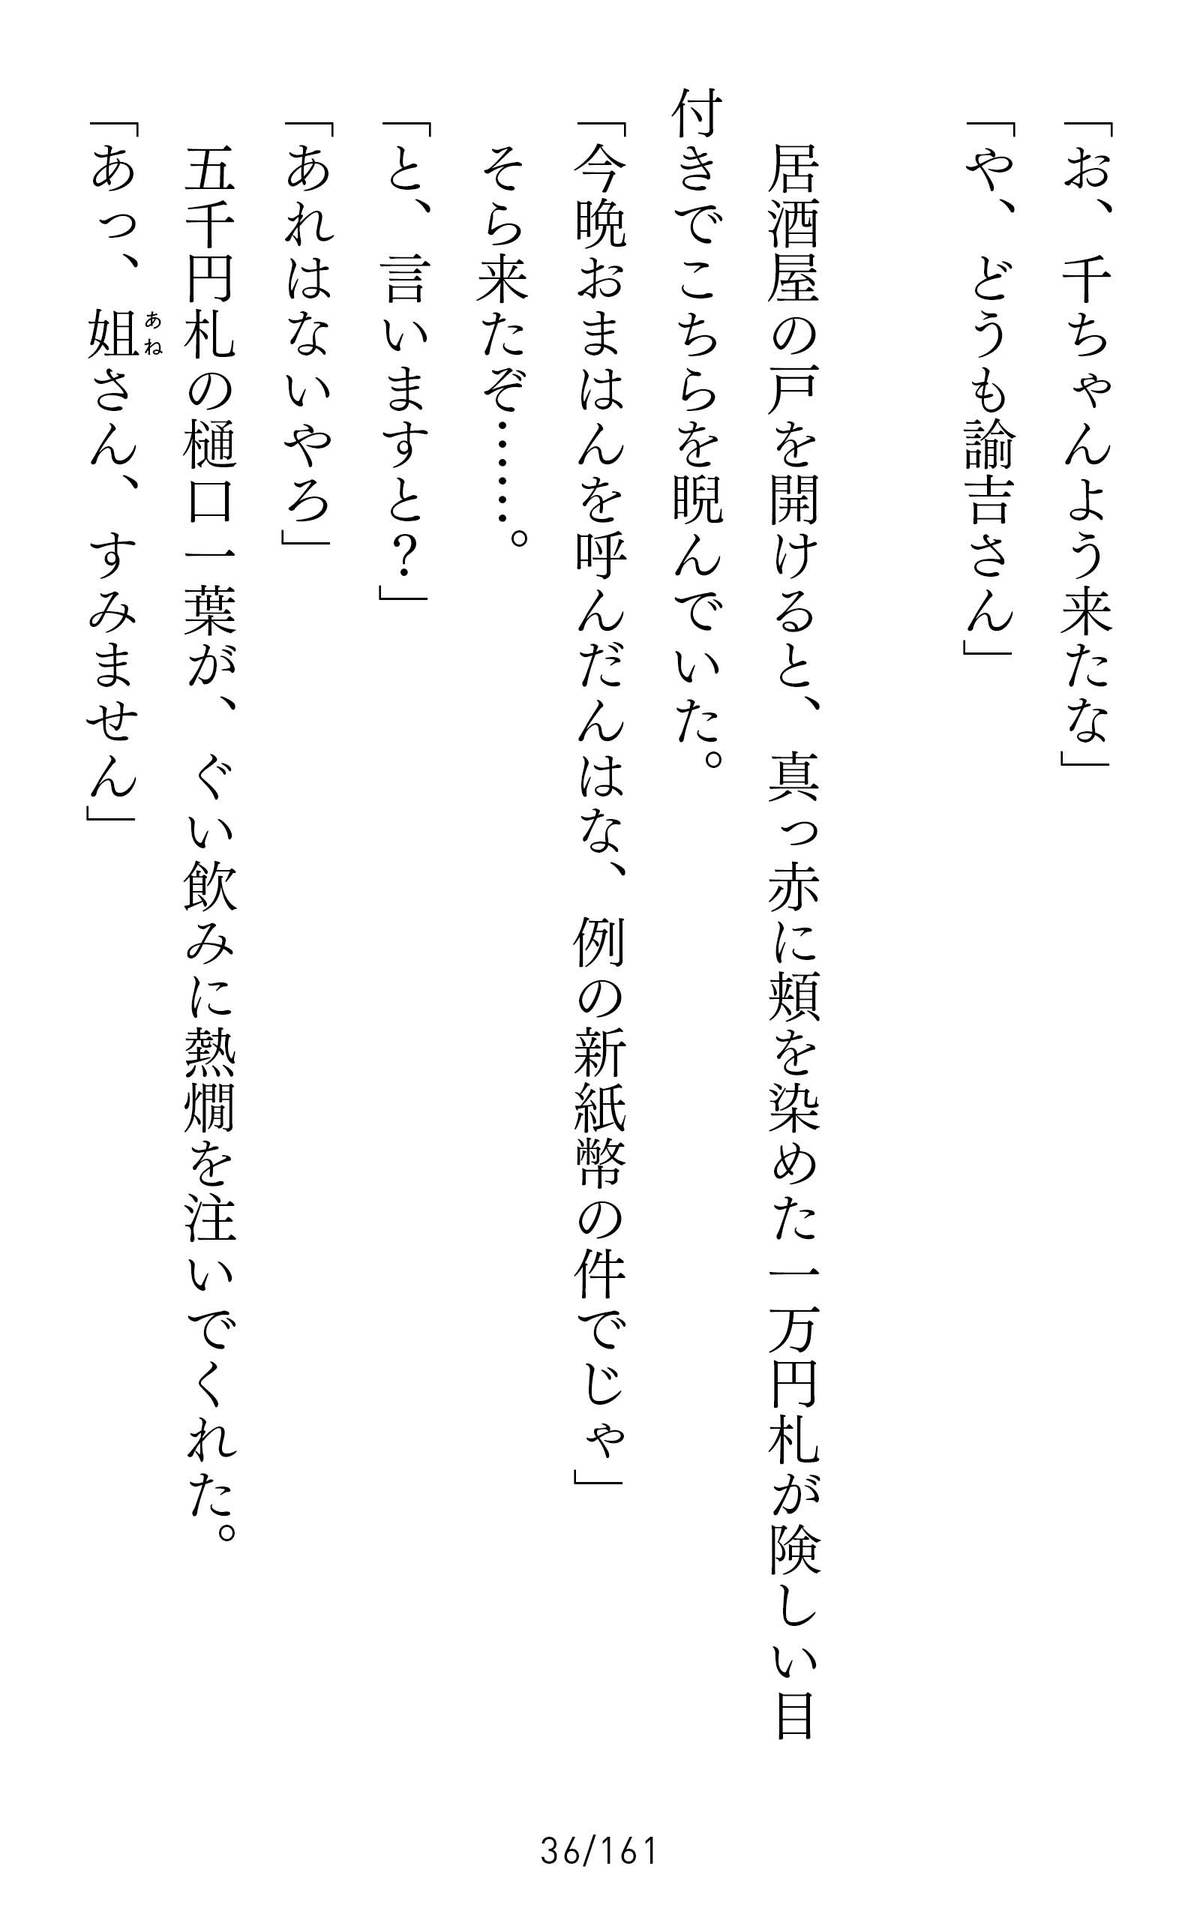 「お、千ちゃんよう来たな」
「や、どうも諭吉さん」
居酒屋の戸を開けると、真っ赤に頬を染めた一万円札が険しい目
付きでこちらを睨んでいた。
「今晩おまはんを呼んだんはな、例の新紙幣の件でじゃ」
そら来たぞ……。
「と、言いますと？」
「あれはないやろ」
五千円札の樋口一葉が、ぐい飲みに熱燗を注いでくれた。
「あっ、姐さん、すみません」
あね
36/161